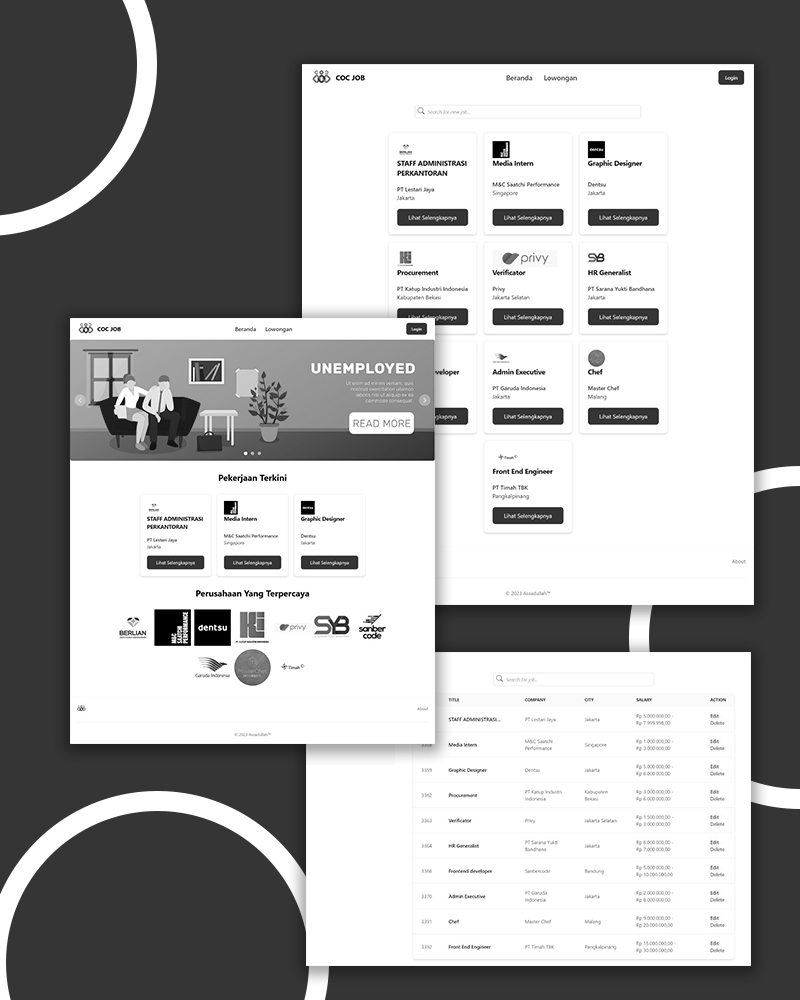 COC JOB
Beranda Lowongan
Login
Search the new job...
BERLIAN
STAFF ADMINISTRASI
PERKANTORAN
PT Lestari Jaya
Jakarta
Lihat Selengkapnya
Media Intern
M&C Saatchi Performance
Singapore
Lihat Selengkapnya
dentsu
Graphic Designer
Dentsu
Jakarta
Lihat Selengkapnya
Procurement
PT Katup Industri Indonesia
Kabupaten Bekasi
privy
Verificator
Privy
Jakarta Selatan
Lihat Selengkapnya
SYB
HR Generalist
PT Sarana Yukti Bandhana
Jakarta
Lihat Selengkapnya
Admin Executive
PT Garuda Indonesia
Jakarta
Lihat Selengkapnya
Chef
Master Chef
Malang
Lihat Selengkapnya
Timah
Front End Engineer
PT Timah TBK
Pangkalpinang
Lihat Selengkapnya
About
© 2023 Assadullah™
COC JOB
Beranda Lowongan
Login
UNEMPLOYED
Ut enim ad minim veniam, quis
nostrud exercitation ullamco
laboris nisi ut aliquip ex ea
commodo consequat.
READ MORE
Pekerjaan Terkini
BERLIAN
STAFF ADMINISTRASI
PERKANTORAN
PT Lestari Jaya
Jakarta
Lihat Selengkapnya
Media Intern
M&C Saatchi Performance
Singapore
Lihat Selengkapnya
dentsu
Graphic Designer
Dentsu
Jakarta
Lihat Selengkapnya
Perusahaan Yang Terpercaya
BERLIAN
M&C
SAATCHI
PERFORMANCE
dentsu
Ki
privy
SYB
sanber
code
Garuda Indonesia
MasterChef
Timah
About
© 2023 Assadullah™
Search the job...
TITLE COMPANY CITY SALARY ACTION
STAFF ADMINISTRASI... PT Lestari Jaya Jakarta Rp 5.000.000,00 - Rp 7.999.998,00 Edit Delete
3358 Media Intern M&C Saatchi Performance Singapore Rp 1.000.000,00 - Rp 3.000.000,00 Edit Delete
3359 Graphic Designer Dentsu Jakarta Rp 5.000.000,00 - Rp 6.000.000,00 Edit Delete
3362 Procurement PT Katup Industri Indonesia Kabupaten Bekasi Rp 3.000.000,00 - Rp 6.000.000,00 Edit Delete
3363 Verificator Privy Jakarta Selatan Rp 1.500.000,00 - Rp 3.000.000,00 Edit Delete
3364 HR Generalist PT Sarana Yukti Bandhana Jakarta Rp 6.000.000,00 - Rp 7.000.000,00 Edit Delete
3366 Frontend developer Sanbercode Bandung Rp 5.000.000,00 - Rp 10.000.000,00 Edit Delete
3370 Admin Executive PT Garuda Indonesia Jakarta Rp 2.000.000,00 - Rp 8.000.000,00 Edit Delete
3391 Chef Master Chef Malang Rp 9.000.000,00 - Rp 20.000.000,00 Edit Delete
3392 Front End Engineer PT Timah TBK Pangkalpinang Rp 15.000.000,00 - Rp 30.000.000,00 Edit Delete